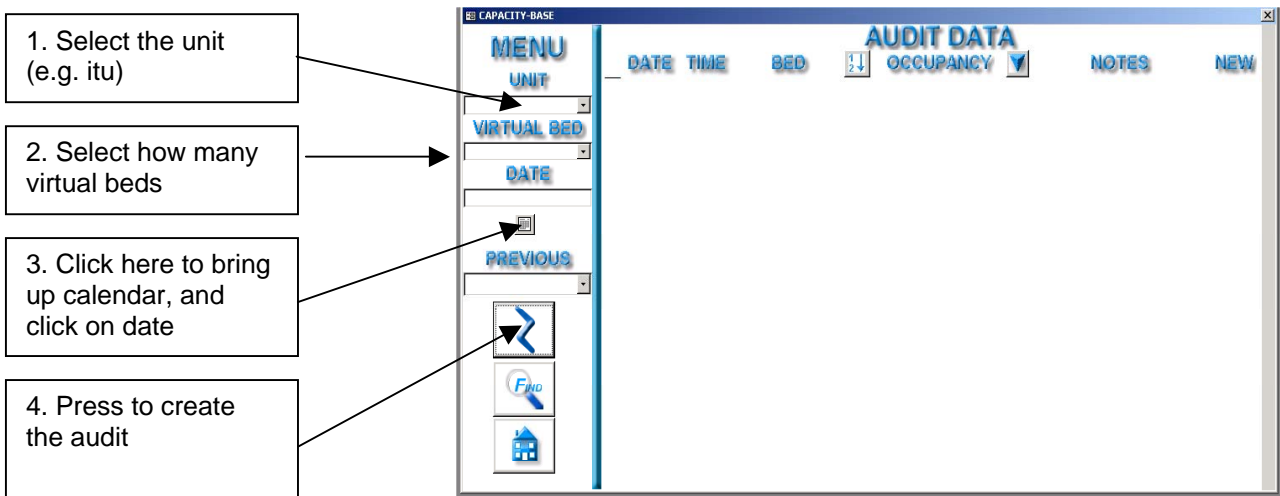 1. Select the unit
(e.g. itu)
2. Select how many
virtual beds
3. Click here to bring
up calendar, and
click on date
4. Press to create
the audit
CAPACITY-BASE
MENU
UNIT
VIRTUAL BED
DATE
PREVIOUS
FIND
AUDIT DATA
DATE TIME BED OCCUPANCY NOTES NEW